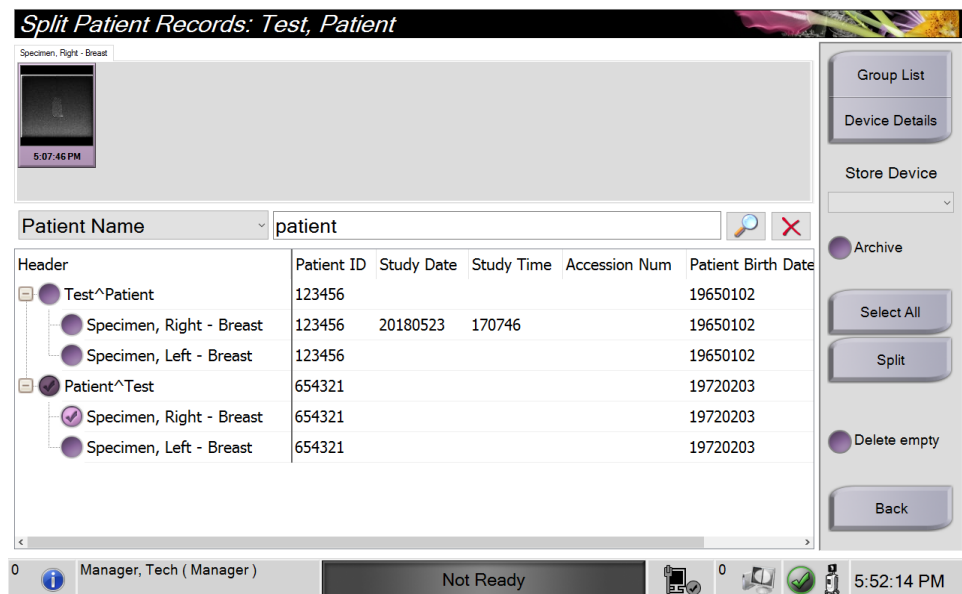 Split Patient Records: Test, Patient
Specimen, Right - Breast
5:07:46 PM
Group List
Device Details
Store Device
Archive
Select All
Split
Delete empty
Back
Patient Name patient
Header Patient ID Study Date Study Time Accession Num Patient Birth Date
Test^Patient 123456 19650102
Specimen, Right - Breast 123456 20180523 170746 19650102
Specimen, Left - Breast 123456 19650102
Patient^Test 654321 19720203
Specimen, Right - Breast 654321 19720203
Specimen, Left - Breast 654321 19720203
0 Manager, Tech ( Manager ) Not Ready 0 5:52:14 PM